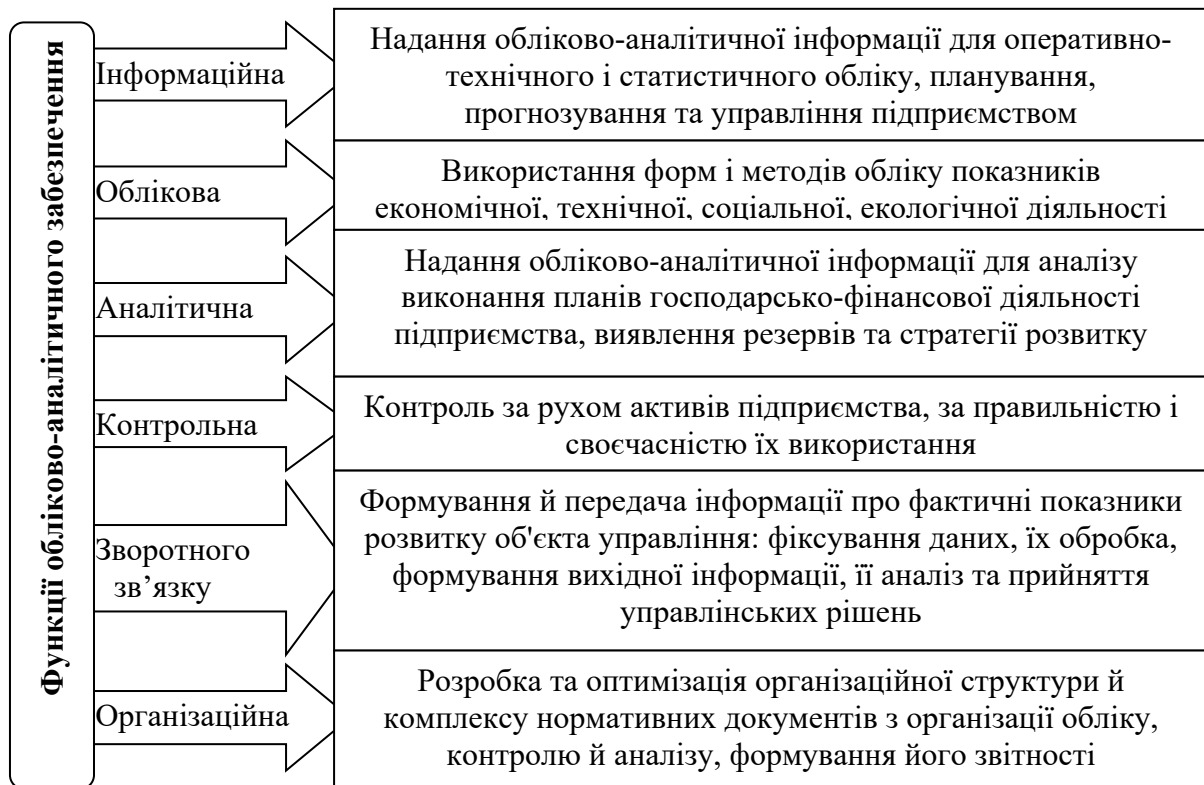 Функції обліково-аналітичного забезпечення
Інформаційна
Надання обліково-аналітичної інформації для оперативно-
технічного і статистичного обліку, планування,
прогнозування та управління підприємством
Облікова
Використання форм і методів обліку показників
економічної, технічної, соціальної, екологічної діяльності
Аналітична
Надання обліково-аналітичної інформації для аналізу
виконання планів господарсько-фінансової діяльності
підприємства, виявлення резервів та стратегії розвитку
Контрольна
Контроль за рухом активів підприємства, за правильністю і
своєчасністю їх використання
Зворотного
зв’язку
Формування й передача інформації про фактичні показники
розвитку об'єкта управління: фіксування даних, їх обробка,
формування вихідної інформації, її аналіз та прийняття
управлінських рішень
Організаційна
Розробка та оптимізація організаційної структури й
комплексу нормативних документів з організації обліку,
контролю й аналізу, формування його звітності